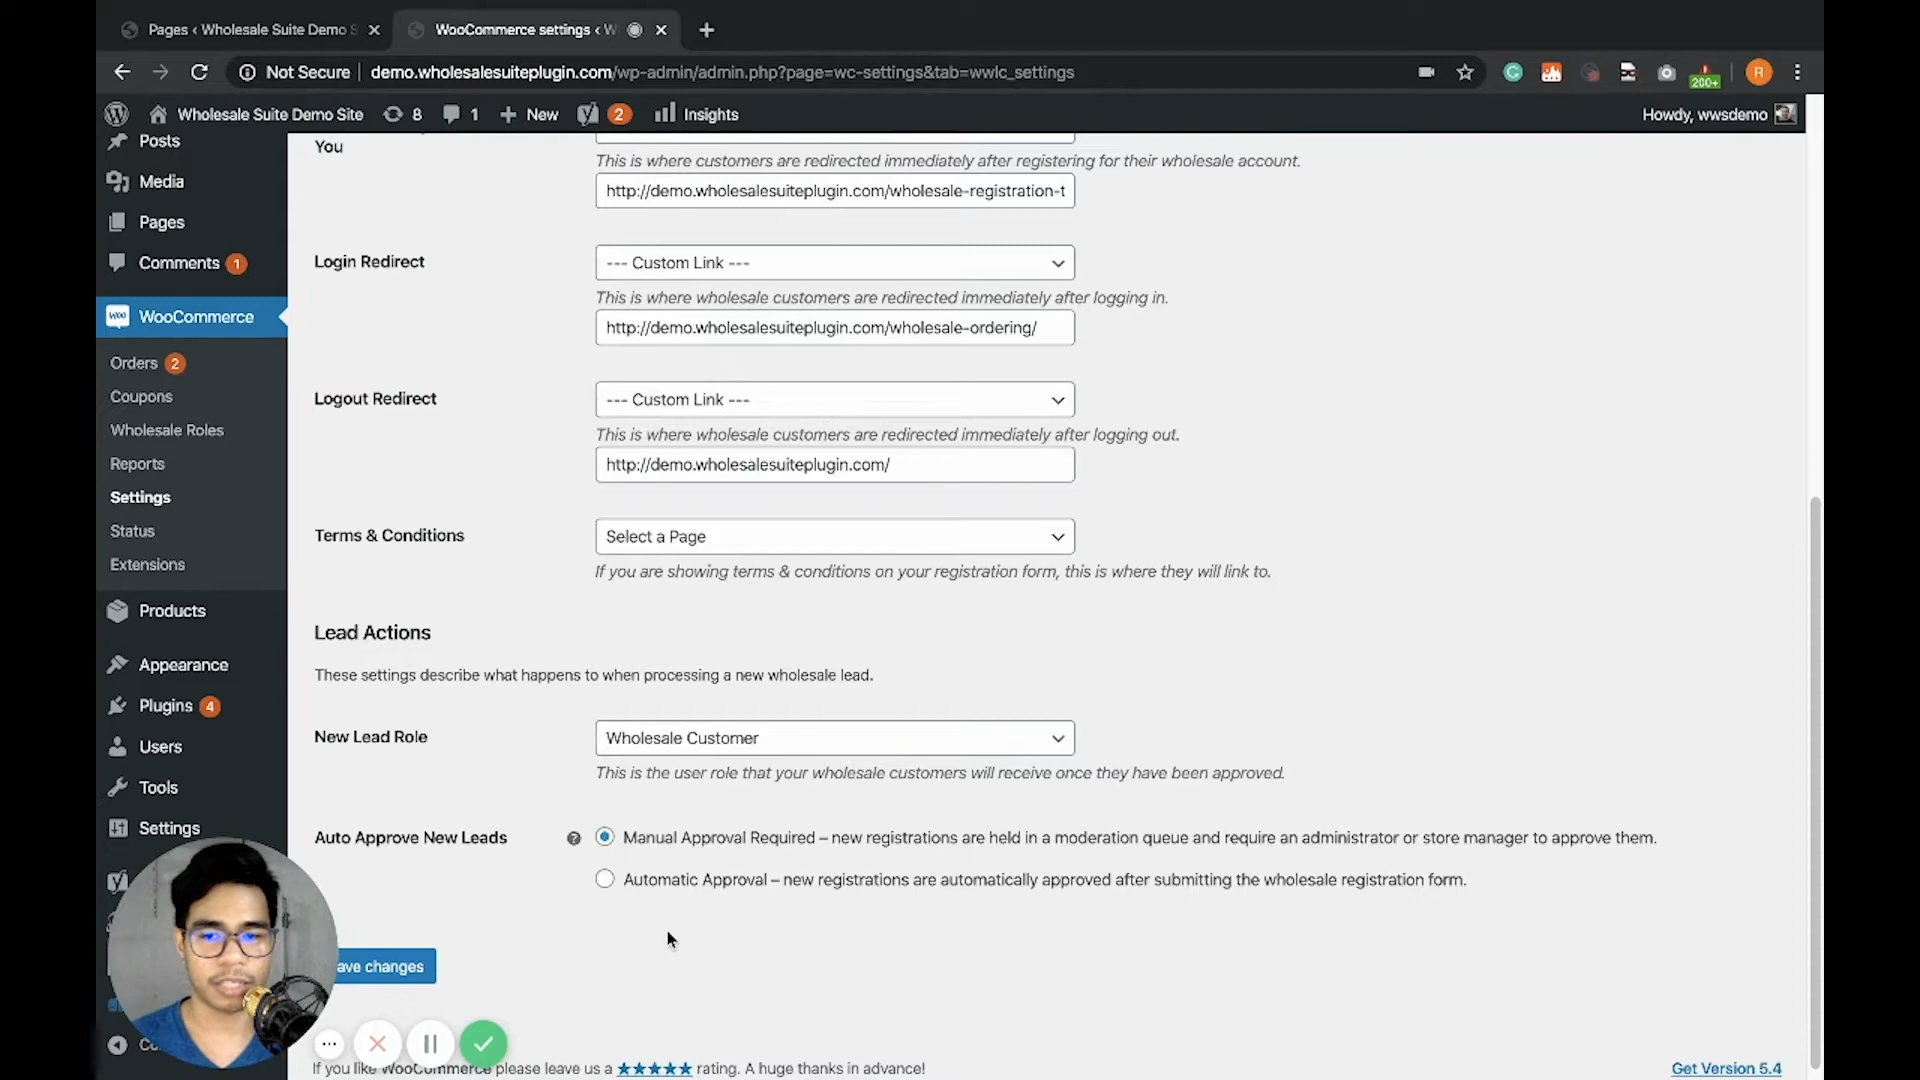 Pages ‹ Wholesale Suite Demo S
WooCommerce settings ‹ W
Not Secure
demo.wholesalesuiteplugin.com/wp-admin/admin.php?page=wc-settings&tab=wwlc_settings
200+
R
Wholesale Suite Demo Site
8
1
New
2
Insights
Howdy, wwsdemo
Posts
Media
Pages
Comments 1
WooCommerce
Orders 2
Coupons
Wholesale Roles
Reports
Settings
Status
Extensions
Products
Appearance
Plugins 4
Users
Tools
Settings
You
This is where customers are redirected immediately after registering for their wholesale account.
http://demo.wholesalesuiteplugin.com/wholesale-registration-t
Login Redirect
--- Custom Link ---
This is where wholesale customers are redirected immediately after logging in.
http://demo.wholesalesuiteplugin.com/wholesale-ordering/
Logout Redirect
--- Custom Link ---
This is where wholesale customers are redirected immediately after logging out.
http://demo.wholesalesuiteplugin.com/
Terms & Conditions
Select a Page
If you are showing terms & conditions on your registration form, this is where they will link to.
Lead Actions
These settings describe what happens to when processing a new wholesale lead.
New Lead Role
Wholesale Customer
This is the user role that your wholesale customers will receive once they have been approved.
Auto Approve New Leads
Manual Approval Required – new registrations are held in a moderation queue and require an administrator or store manager to approve them.
Automatic Approval – new registrations are automatically approved after submitting the wholesale registration form.
ave changes
If you like WooCommerce please leave us a ★★★★★ rating. A huge thanks in advance!
Get Version 5.4